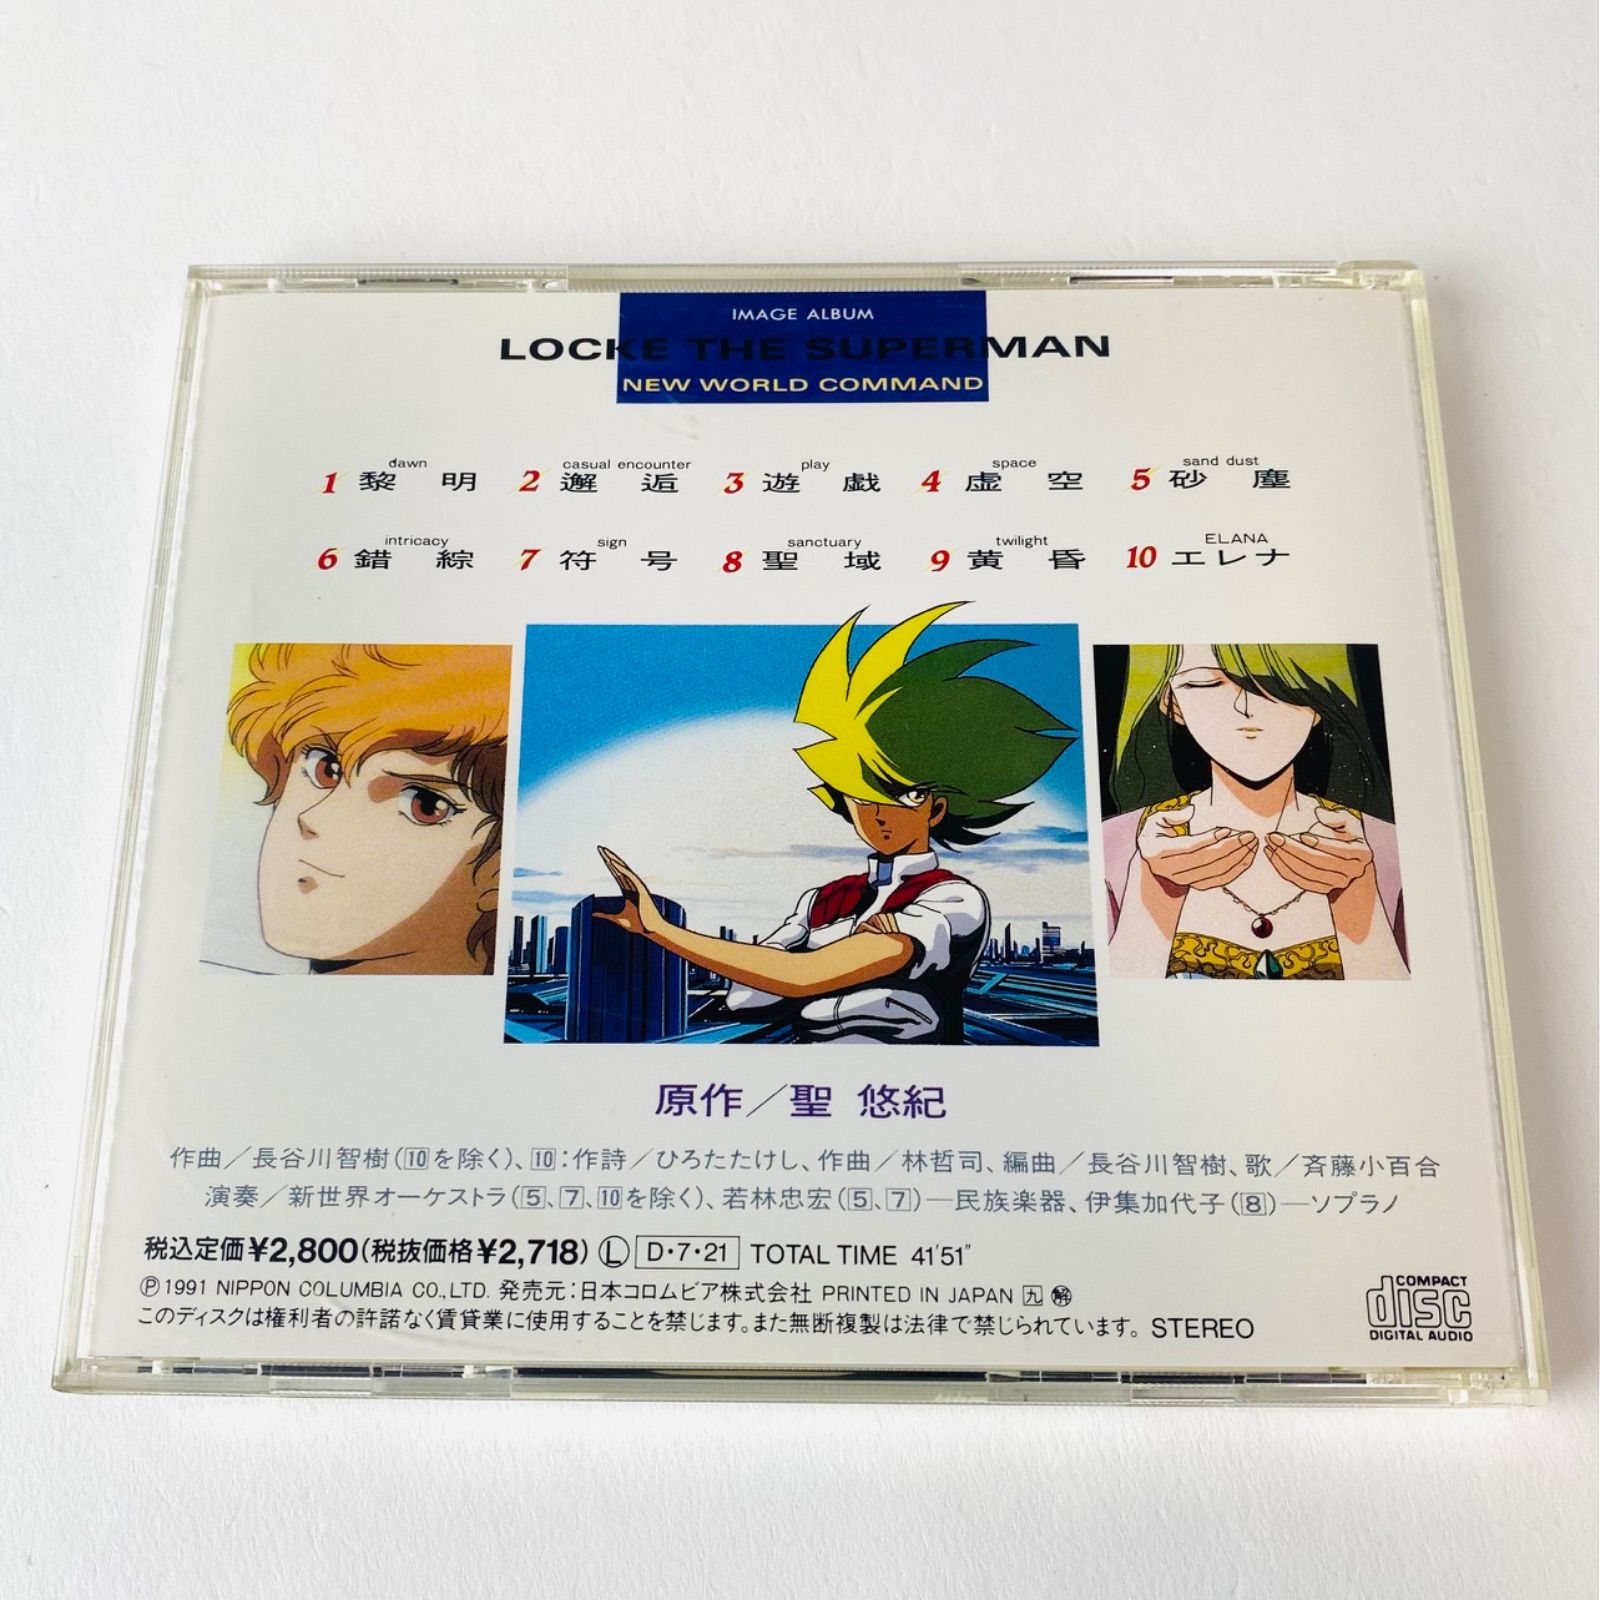 IMAGE ALBUM
LOCKE THE SUPERMAN
NEW WORLD COMMAND
dawn casual encounter play space sand dust
1 黎明 2 邂逅 3 遊戯 4 虚空 5 砂塵
intricacy sign sanctuary twilight ELANA
6 錯綜 7 符号 8 聖域 9 黄昏 10 エレナ
原作／聖 悠紀
作曲／長谷川智樹(10を除く)、10:作詩／ひろたたけし、作曲／林哲司、編曲／長谷川智樹、歌／斉藤小百合
演奏／新世界オーケストラ(5、7、10を除く)、若林忠宏(5、7)―民族楽器、伊集加代子(8)―ソプラノ
税込定価¥2,800(税抜価格¥2,718) Ⓛ D・7・21 TOTAL TIME 41'51"
Ⓟ1991 NIPPON COLUMBIA CO.,LTD. 発売元:日本コロムビア株式会社 PRINTED IN JAPAN 九 解
このディスクは権利者の許諾なく賃貸業に使用することを禁じます。また無断複製は法律で禁じられています。 STEREO
COMPACT
disc
DIGITAL AUDIO